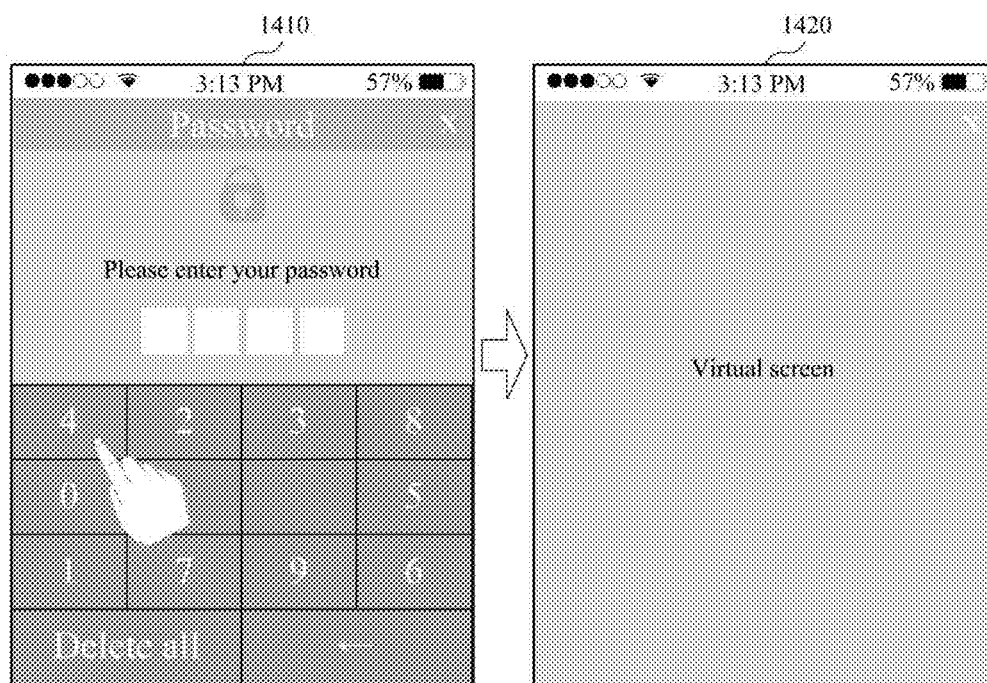 1410
3:13 PM 57%
Password X
Please enter your password
4 2 3 8
0 5
1 7 9 6
Delete all ←
1420
3:13 PM 57%
X
Virtual screen